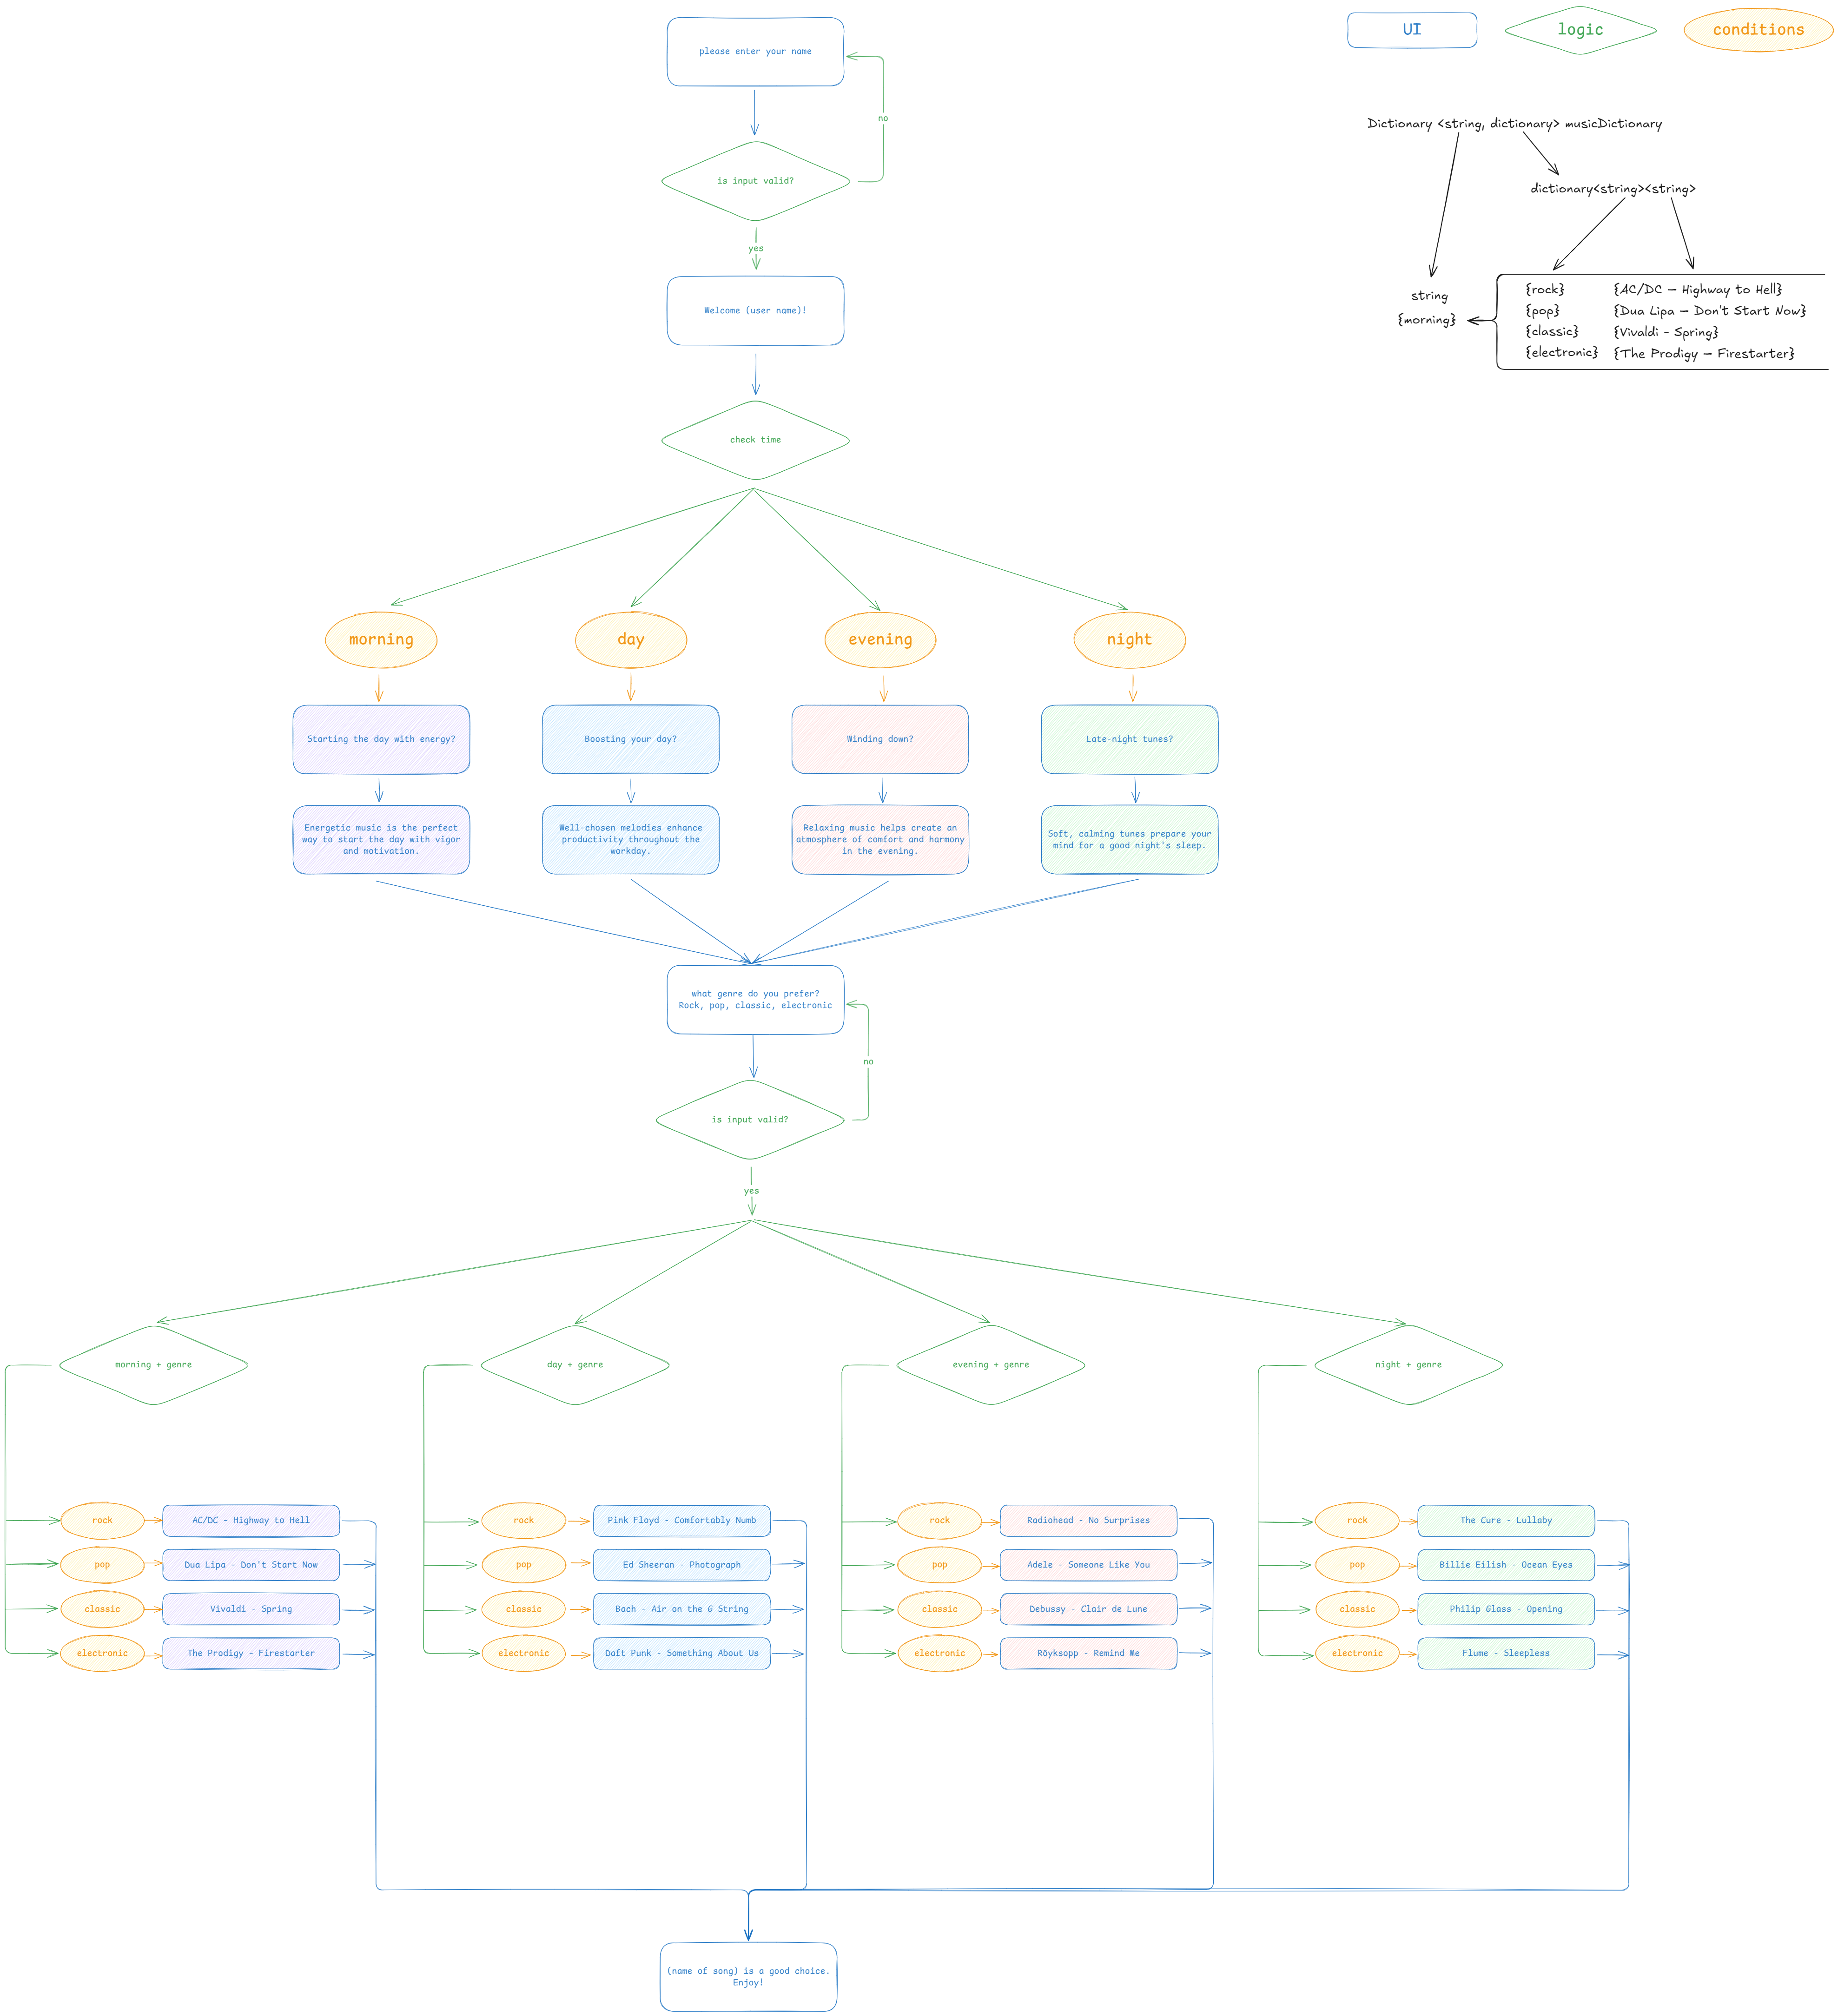 UI
logic
conditions
please enter your name
no
is input valid?
yes
Welcome (user name)!
check time
Dictionary <string, dictionary> musicDictionary
dictionary<string><string>
string
{morning}
{rock}
{AC/DC – Highway to Hell}
{pop}
{Dua Lipa – Don't Start Now}
{classic}
{Vivaldi - Spring}
{electronic}
{The Prodigy – Firestarter}
morning
day
evening
night
Starting the day with energy?
Boosting your day?
Winding down?
Late-night tunes?
Energetic music is the perfect
way to start the day with vigor
and motivation.
Well-chosen melodies enhance
productivity throughout the
workday.
Relaxing music helps create an
atmosphere of comfort and harmony
in the evening.
Soft, calming tunes prepare your
mind for a good night's sleep.
what genre do you prefer?
Rock, pop, classic, electronic
no
is input valid?
yes
morning + genre
day + genre
evening + genre
night + genre
rock
AC/DC - Highway to Hell
pop
Dua Lipa - Don't Start Now
classic
Vivaldi - Spring
electronic
The Prodigy - Firestarter
rock
Pink Floyd - Comfortably Numb
pop
Ed Sheeran - Photograph
classic
Bach - Air on the G String
electronic
Daft Punk - Something About Us
rock
Radiohead - No Surprises
pop
Adele - Someone Like You
classic
Debussy - Clair de Lune
electronic
Röyksopp - Remind Me
rock
The Cure - Lullaby
pop
Billie Eilish - Ocean Eyes
classic
Philip Glass - Opening
electronic
Flume - Sleepless
(name of song) is a good choice.
Enjoy!